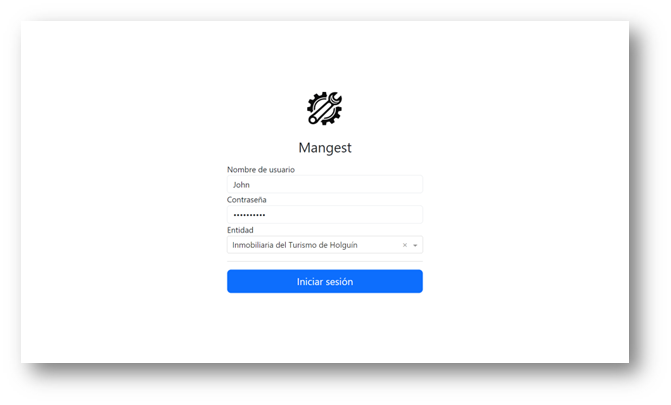 Mangest
Nombre de usuario
John
Contraseña
••••••••••
Entidad
Inmobiliaria del Turismo de Holguín
Iniciar sesión